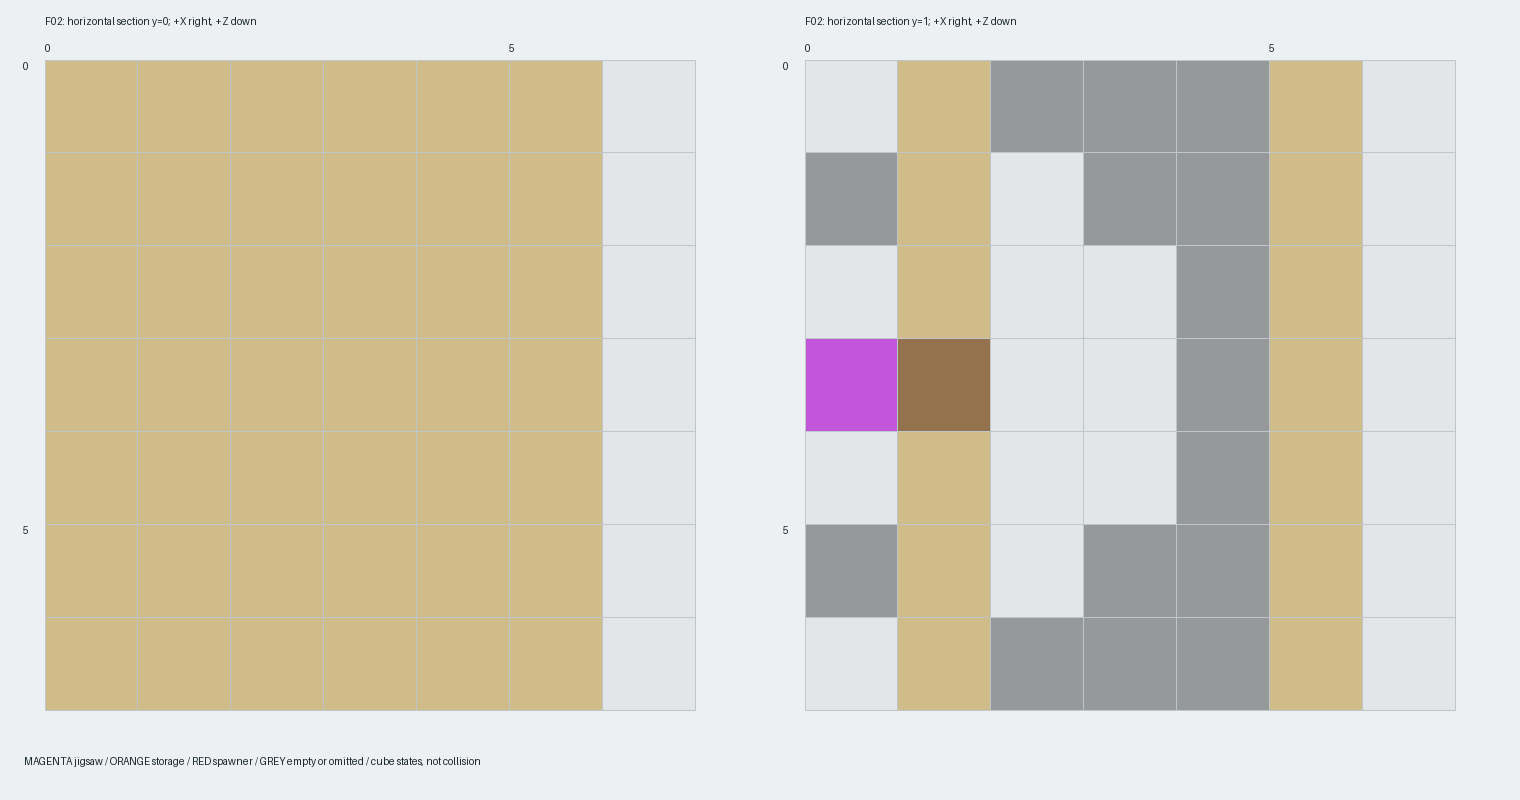 F02: horizontal section y=0; +X right, +Z down
F02: horizontal section y=1; +X right, +Z down
0 5
0 5
0
0
5
5
MAGENTA jigsaw / ORANGE storage / RED spawner / GREY empty or omitted / cube states, not collision